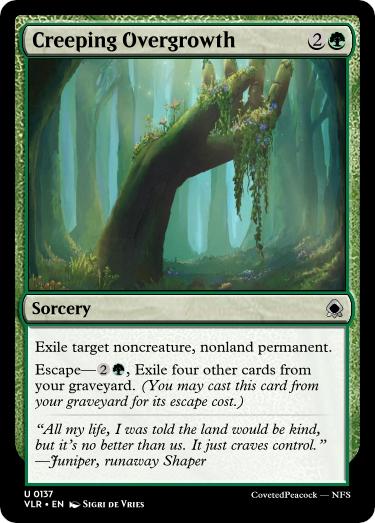 Creeping Overgrowth 2
Sorcery
Exile target noncreature, nonland permanent.
Escape—2, Exile four other cards from
your graveyard. (You may cast this card from
your graveyard for its escape cost.)
"All my life, I was told the land would be kind,
but it's no better than us. It just craves control."
—Juniper, runaway Shaper
U 0137
VLR • EN Sigri de Vries
CovetedPeacock — NFS